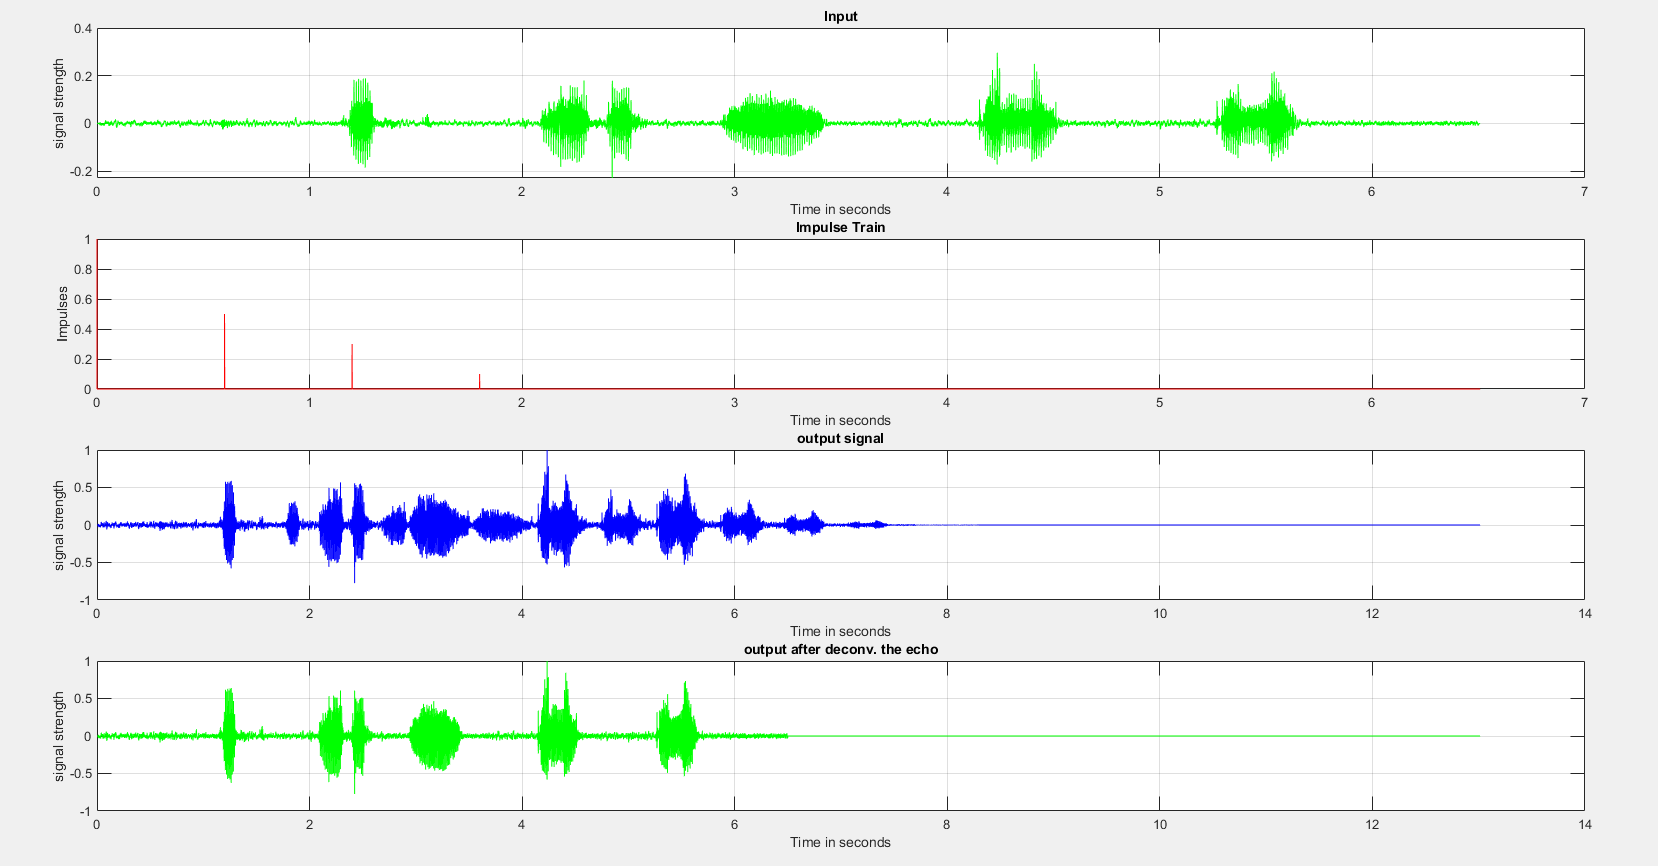 Input
0.4
0.2
0
-0.2
signal strength
0 1 2 3 4 5 6 7
Time in seconds
Impulse Train
1
0.8
0.6
0.4
0.2
0
Impulses
0 1 2 3 4 5 6 7
Time in seconds
output signal
1
0.5
0
-0.5
-1
signal strength
0 2 4 6 8 10 12 14
Time in seconds
output after deconv. the echo
1
0.5
0
-0.5
-1
signal strength
0 2 4 6 8 10 12 14
Time in seconds